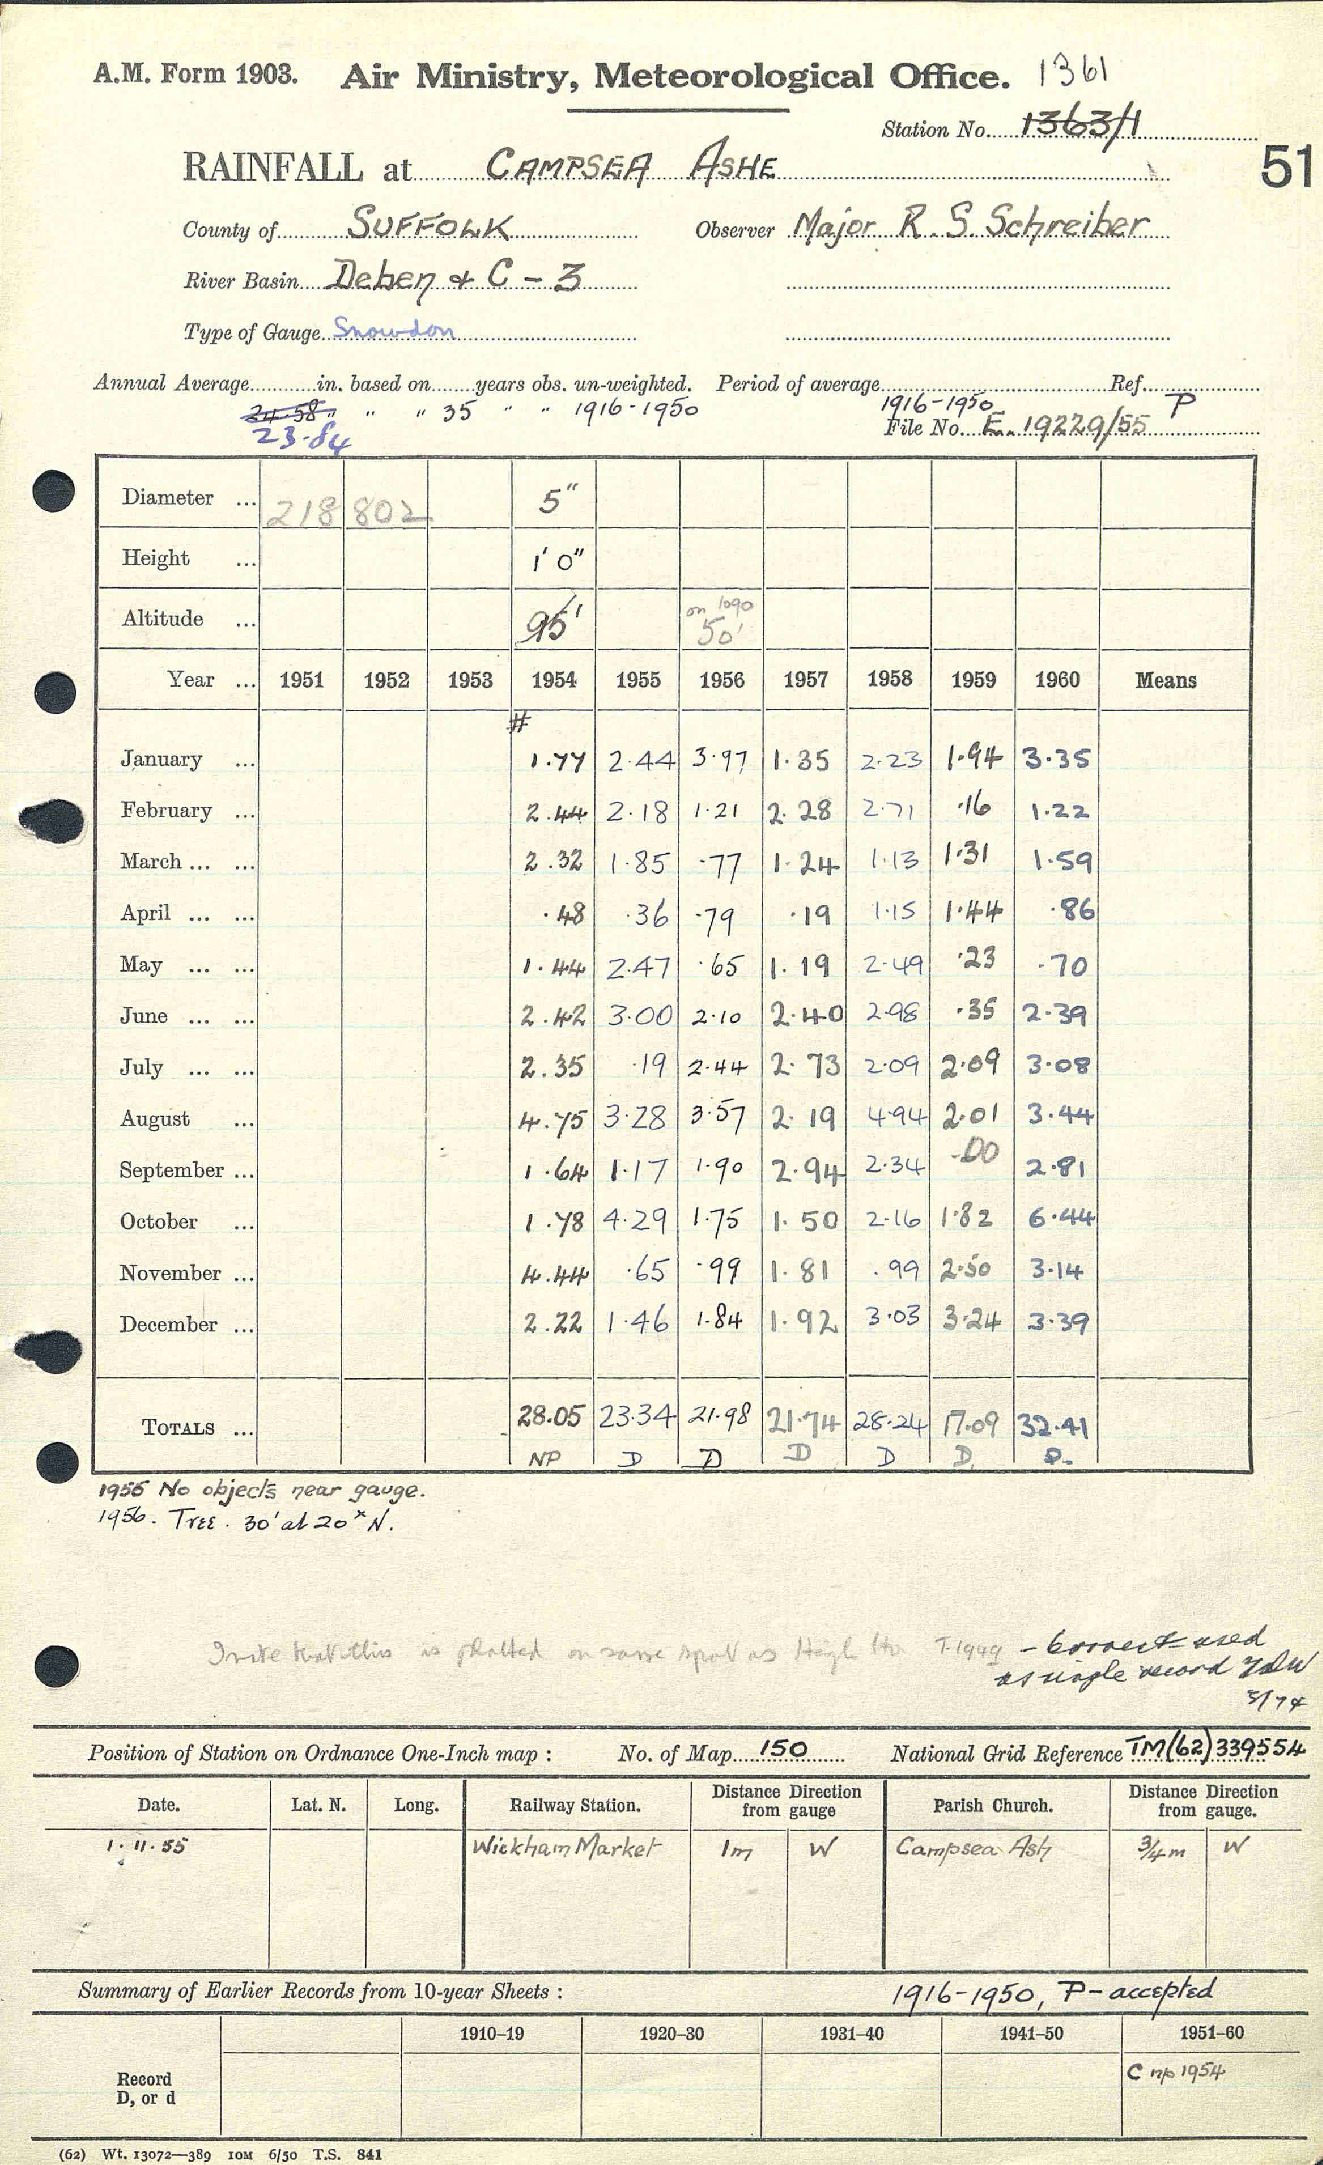 A.M. Form 1903. Air Ministry, Meteorological Office. 1361
Station No. 1363/1
RAINFALL at CAMPSEA ASHE 51
County of SUFFOLK Observer Major R. S. Schreiber
River Basin Deben & C - 3
Type of Gauge Snowdon
Annual Average in. based on years obs. un-weighted. Period of average Ref.
24.58 " " " 35 " " 1916-1950 1916-1950 P
23.84 File No. E. 19229/55
Diameter ... 218 802 5"
Height ... 1' 0"
Altitude ... 95' on 1090 50'
Year ... 1951 1952 1953 1954 1955 1956 1957 1958 1959 1960 Means
#
January ... 1.77 2.44 3.97 1.35 2.23 1.94 3.35
February ... 2.44 2.18 1.21 2.28 2.71 .16 1.22
March ... ... 2.32 1.85 .77 1.24 1.13 1.31 1.59
April ... ... .48 .36 .79 .19 1.15 1.44 .86
May ... ... 1.44 2.47 .65 1.19 2.49 .23 .70
June ... ... 2.42 3.00 2.10 2.40 2.98 .35 2.39
July ... ... 2.35 .19 2.44 2.73 2.09 2.09 3.08
August ... 4.75 3.28 3.57 2.19 4.94 2.01 3.44
September ... 1.64 1.17 1.90 2.94 2.34 .00 2.81
October ... 1.78 4.29 1.75 1.50 2.16 1.82 6.44
November ... 4.44 .65 .99 1.81 .99 2.50 3.14
December ... 2.22 1.46 1.84 1.92 3.03 3.24 3.39
TOTALS ... 28.05 23.34 21.98 21.74 28.24 17.09 32.41
NP D D D D D. D.
1955 No objects near gauge.
1956. Tree. 30' at 20° N.
this is plotted on same spot as High Ho T-1949 - Correct used
as single record
5/74
Position of Station on Ordnance One-Inch map : No. of Map 150 National Grid Reference TM(62)339554
Date. Lat. N. Long. Railway Station. Distance from gauge Direction Parish Church. Distance from gauge. Direction
1.11.55 Wickham Market 1m W Campsea Ash 3/4m W
Summary of Earlier Records from 10-year Sheets : 1916-1950, P-accepted
1910-19 1920-30 1931-40 1941-50 1951-60
Record
D, or d
C np 1954
(62) Wt. 13072—389 10M 6/50 T.S. 841